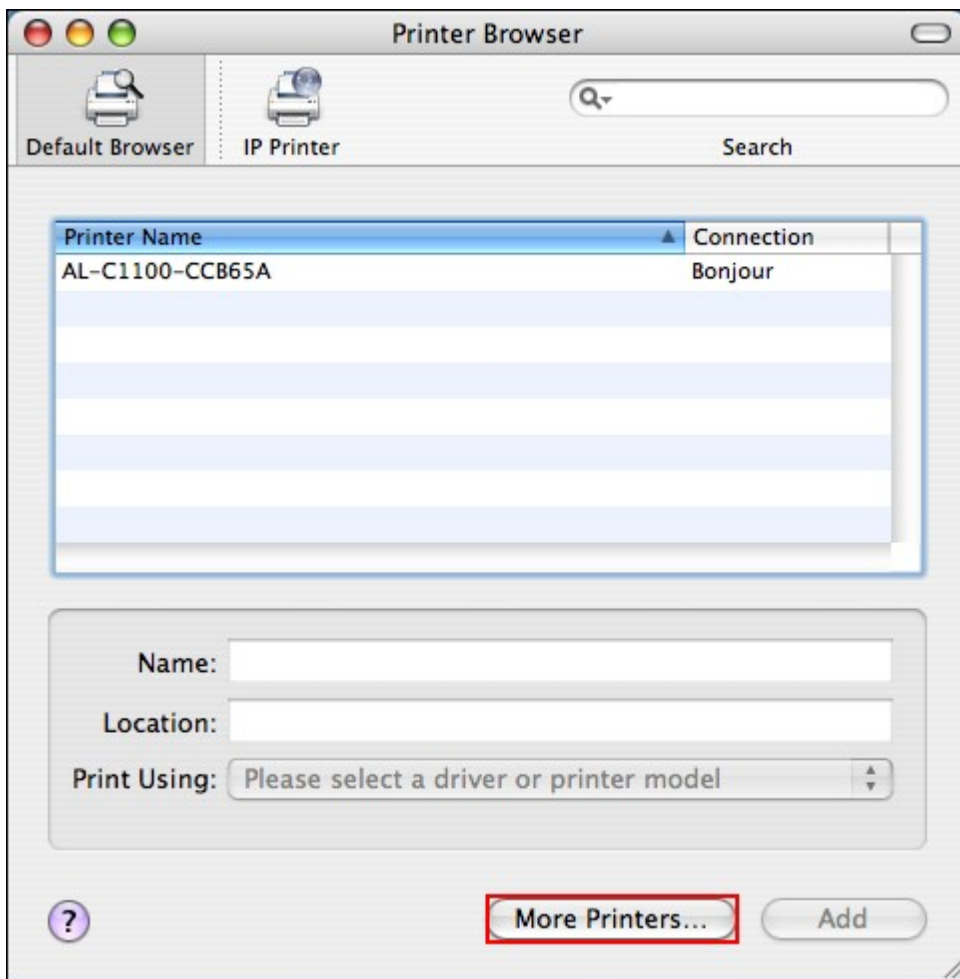 Printer Browser
Default Browser
IP Printer
Search
Printer Name Connection
AL-C1100-CCB65A Bonjour
Name:
Location:
Print Using: Please select a driver or printer model
? More Printers... Add